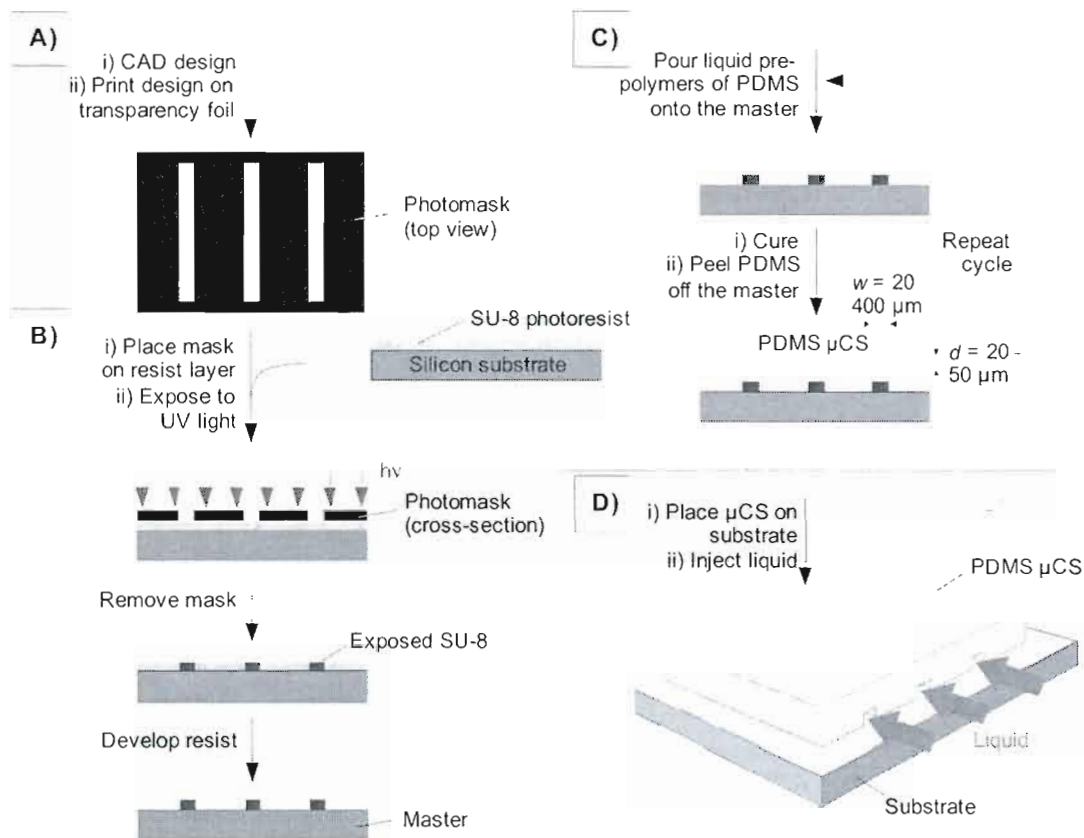 A)
i) CAD design
ii) Print design on
transparency foil
Photomask
(top view)
B)
i) Place mask
on resist layer
ii) Expose to
UV light
SU-8 photoresist
Silicon substrate
hν
Photomask
(cross-section)
Remove mask
Exposed SU-8
Develop resist
Master
C)
Pour liquid pre-
polymers of PDMS
onto the master
i) Cure
ii) Peel PDMS
off the master
Repeat
cycle
w = 20
400 µm
PDMS µCS
d = 20 -
50 µm
D)
i) Place µCS on
substrate
ii) Inject liquid
PDMS µCS
Liquid
Substrate